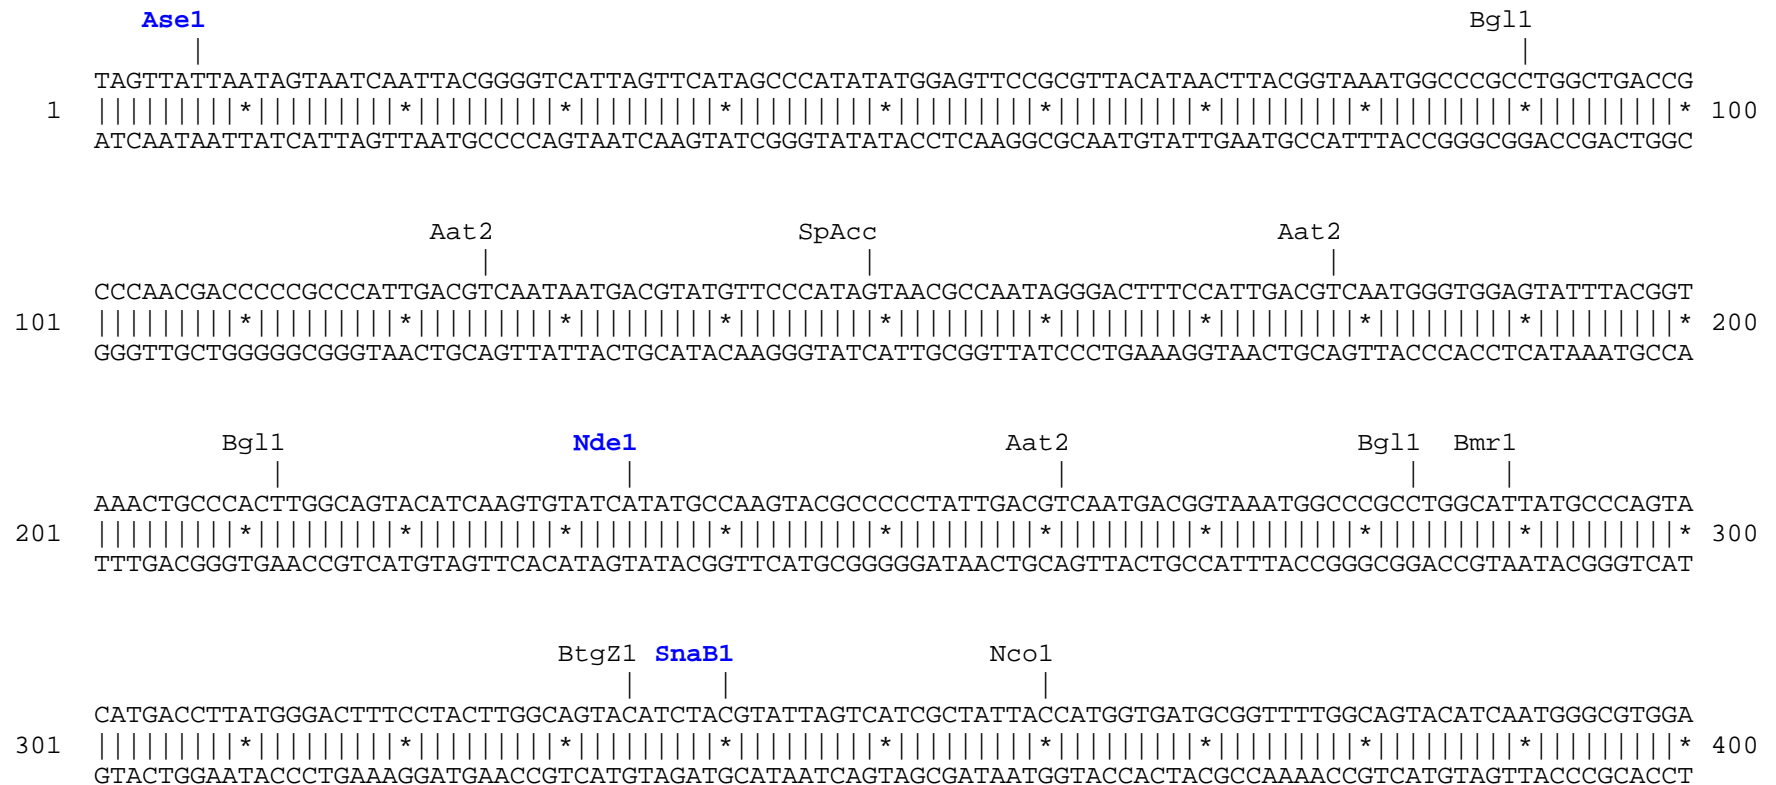 Ase1 Bgl1
| |
TAGTTATTAATAGTAATCAATTACGGGGTCATTAGTTCATAGCCCATATATGGAGTTCCGCGTTACATAACTTACGGTAAATGGCCCGCCTGGCTGACCG
1 |||||||||*|||||||||*|||||||||*|||||||||*|||||||||*|||||||||*|||||||||*|||||||||*|||||||||*|||||||||* 100
ATCAATAATTATCATTAGTTAATGCCCCAGTAATCAAGTATCGGGTATATACCTCAAGGCGCAATGTATTGAATGCCATTTACCGGGCGGACCGACTGGC
Aat2 SpAcc Aat2
| | |
CCCAACGACCCCCGCCCATTGACGTCAATAATGACGTATGTTCCCATAGTAACGCCAATAGGGACTTTCCATTGACGTCAATGGGTGGAGTATTTACGGT
101 |||||||||*|||||||||*|||||||||*|||||||||*|||||||||*|||||||||*|||||||||*|||||||||*|||||||||*|||||||||* 200
GGGTTGCTGGGGGCGGGTAACTGCAGTTATTACTGCATACAAGGGTATCATTGCGGTTATCCCTGAAAGGTAACTGCAGTTACCCACCTCATAAATGCCA
Bgl1 Nde1 Aat2 Bgl1 Bmr1
| | | | |
AAACTGCCCACTTGGCAGTACATCAAGTGTATCATATGCCAAGTACGCCCCCTATTGACGTCAATGACGGTAAATGGCCCGCCTGGCATTATGCCCAGTA
201 |||||||||*|||||||||*|||||||||*|||||||||*|||||||||*|||||||||*|||||||||*|||||||||*|||||||||*|||||||||* 300
TTTGACGGGTGAACCGTCATGTAGTTCACATAGTATACGGTTCATGCGGGGGATAACTGCAGTTACTGCCATTTACCGGGCGGACCGTAATACGGGTCAT
BtgZ1 SnaB1 Nco1
| | |
CATGACCTTATGGGACTTTCCTACTTGGCAGTACATCTACGTATTAGTCATCGCTATTACCATGGTGATGCGGTTTTGGCAGTACATCAATGGGCGTGGA
301 |||||||||*|||||||||*|||||||||*|||||||||*|||||||||*|||||||||*|||||||||*|||||||||*|||||||||*|||||||||* 400
GTACTGGAATACCCTGAAAGGATGAACCGTCATGTAGATGCATAATCAGTAGCGATAATGGTACCACTACGCCAAAACCGTCATGTAGTTACCCGCACCT